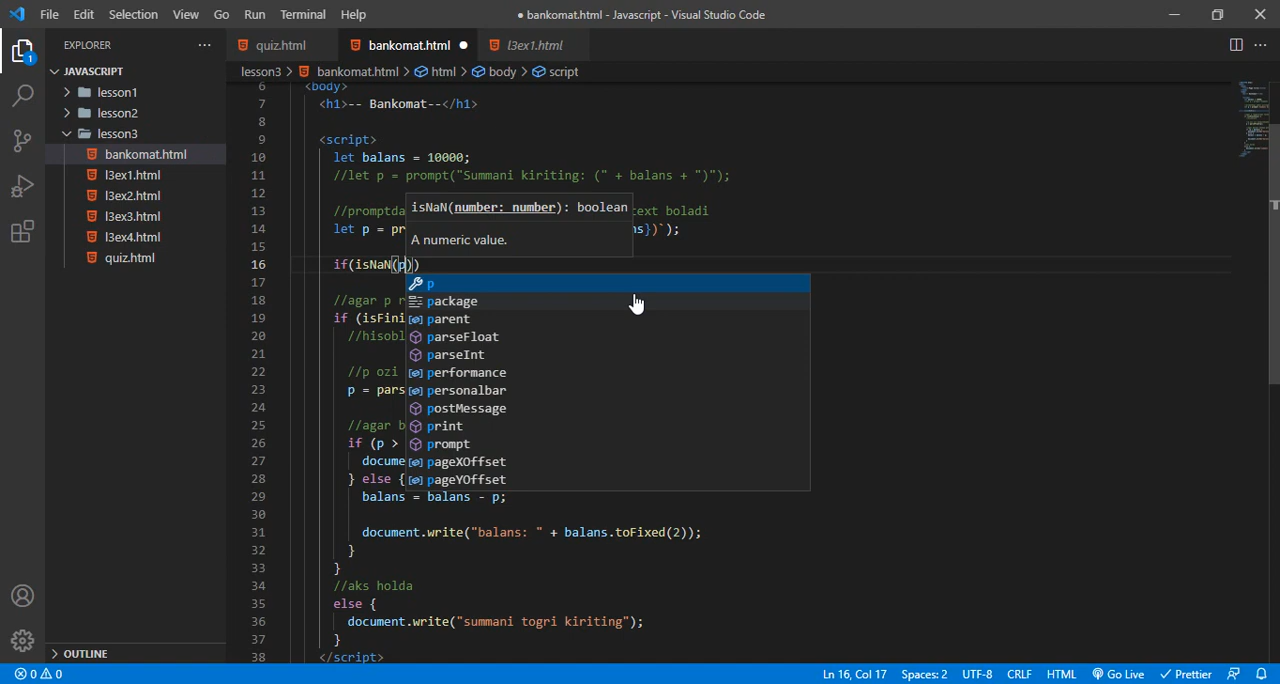 File Edit Selection View Go Run Terminal Help
● bankomat.html - Javascript - Visual Studio Code
EXPLORER
quiz.html bankomat.html l3ex1.html
JAVASCRIPT
lesson1
lesson2
lesson3
bankomat.html
l3ex1.html
l3ex2.html
l3ex3.html
l3ex4.html
quiz.html
OUTLINE
1
lesson3 > bankomat.html > html > body > script
6 <body>
7 <h1>-- Bankomat--</h1>
8
9 <script>
10 let balans = 10000;
11 //let p = prompt("Summani kiriting: (" + balans + ")");
12
13 //promptda ext boladi
14 let p = pr ns})`);
15
16 if(isNaN(p))
17
18 //agar p r
19 if (isFini
20 //hisobl
21
22 //p ozi
23 p = pars
24
25 //agar b
26 if (p >
27 docume
28 } else {
29 balans = balans - p;
30
31 document.write("balans: " + balans.toFixed(2));
32 }
33 }
34 //aks holda
35 else {
36 document.write("summani togri kiriting");
37 }
38 </script>
isNaN(number: number): boolean
A numeric value.
p
package
parent
parseFloat
parseInt
performance
personalbar
postMessage
print
prompt
pageXOffset
pageYOffset
0 0 Ln 16, Col 17 Spaces: 2 UTF-8 CRLF HTML Go Live Prettier